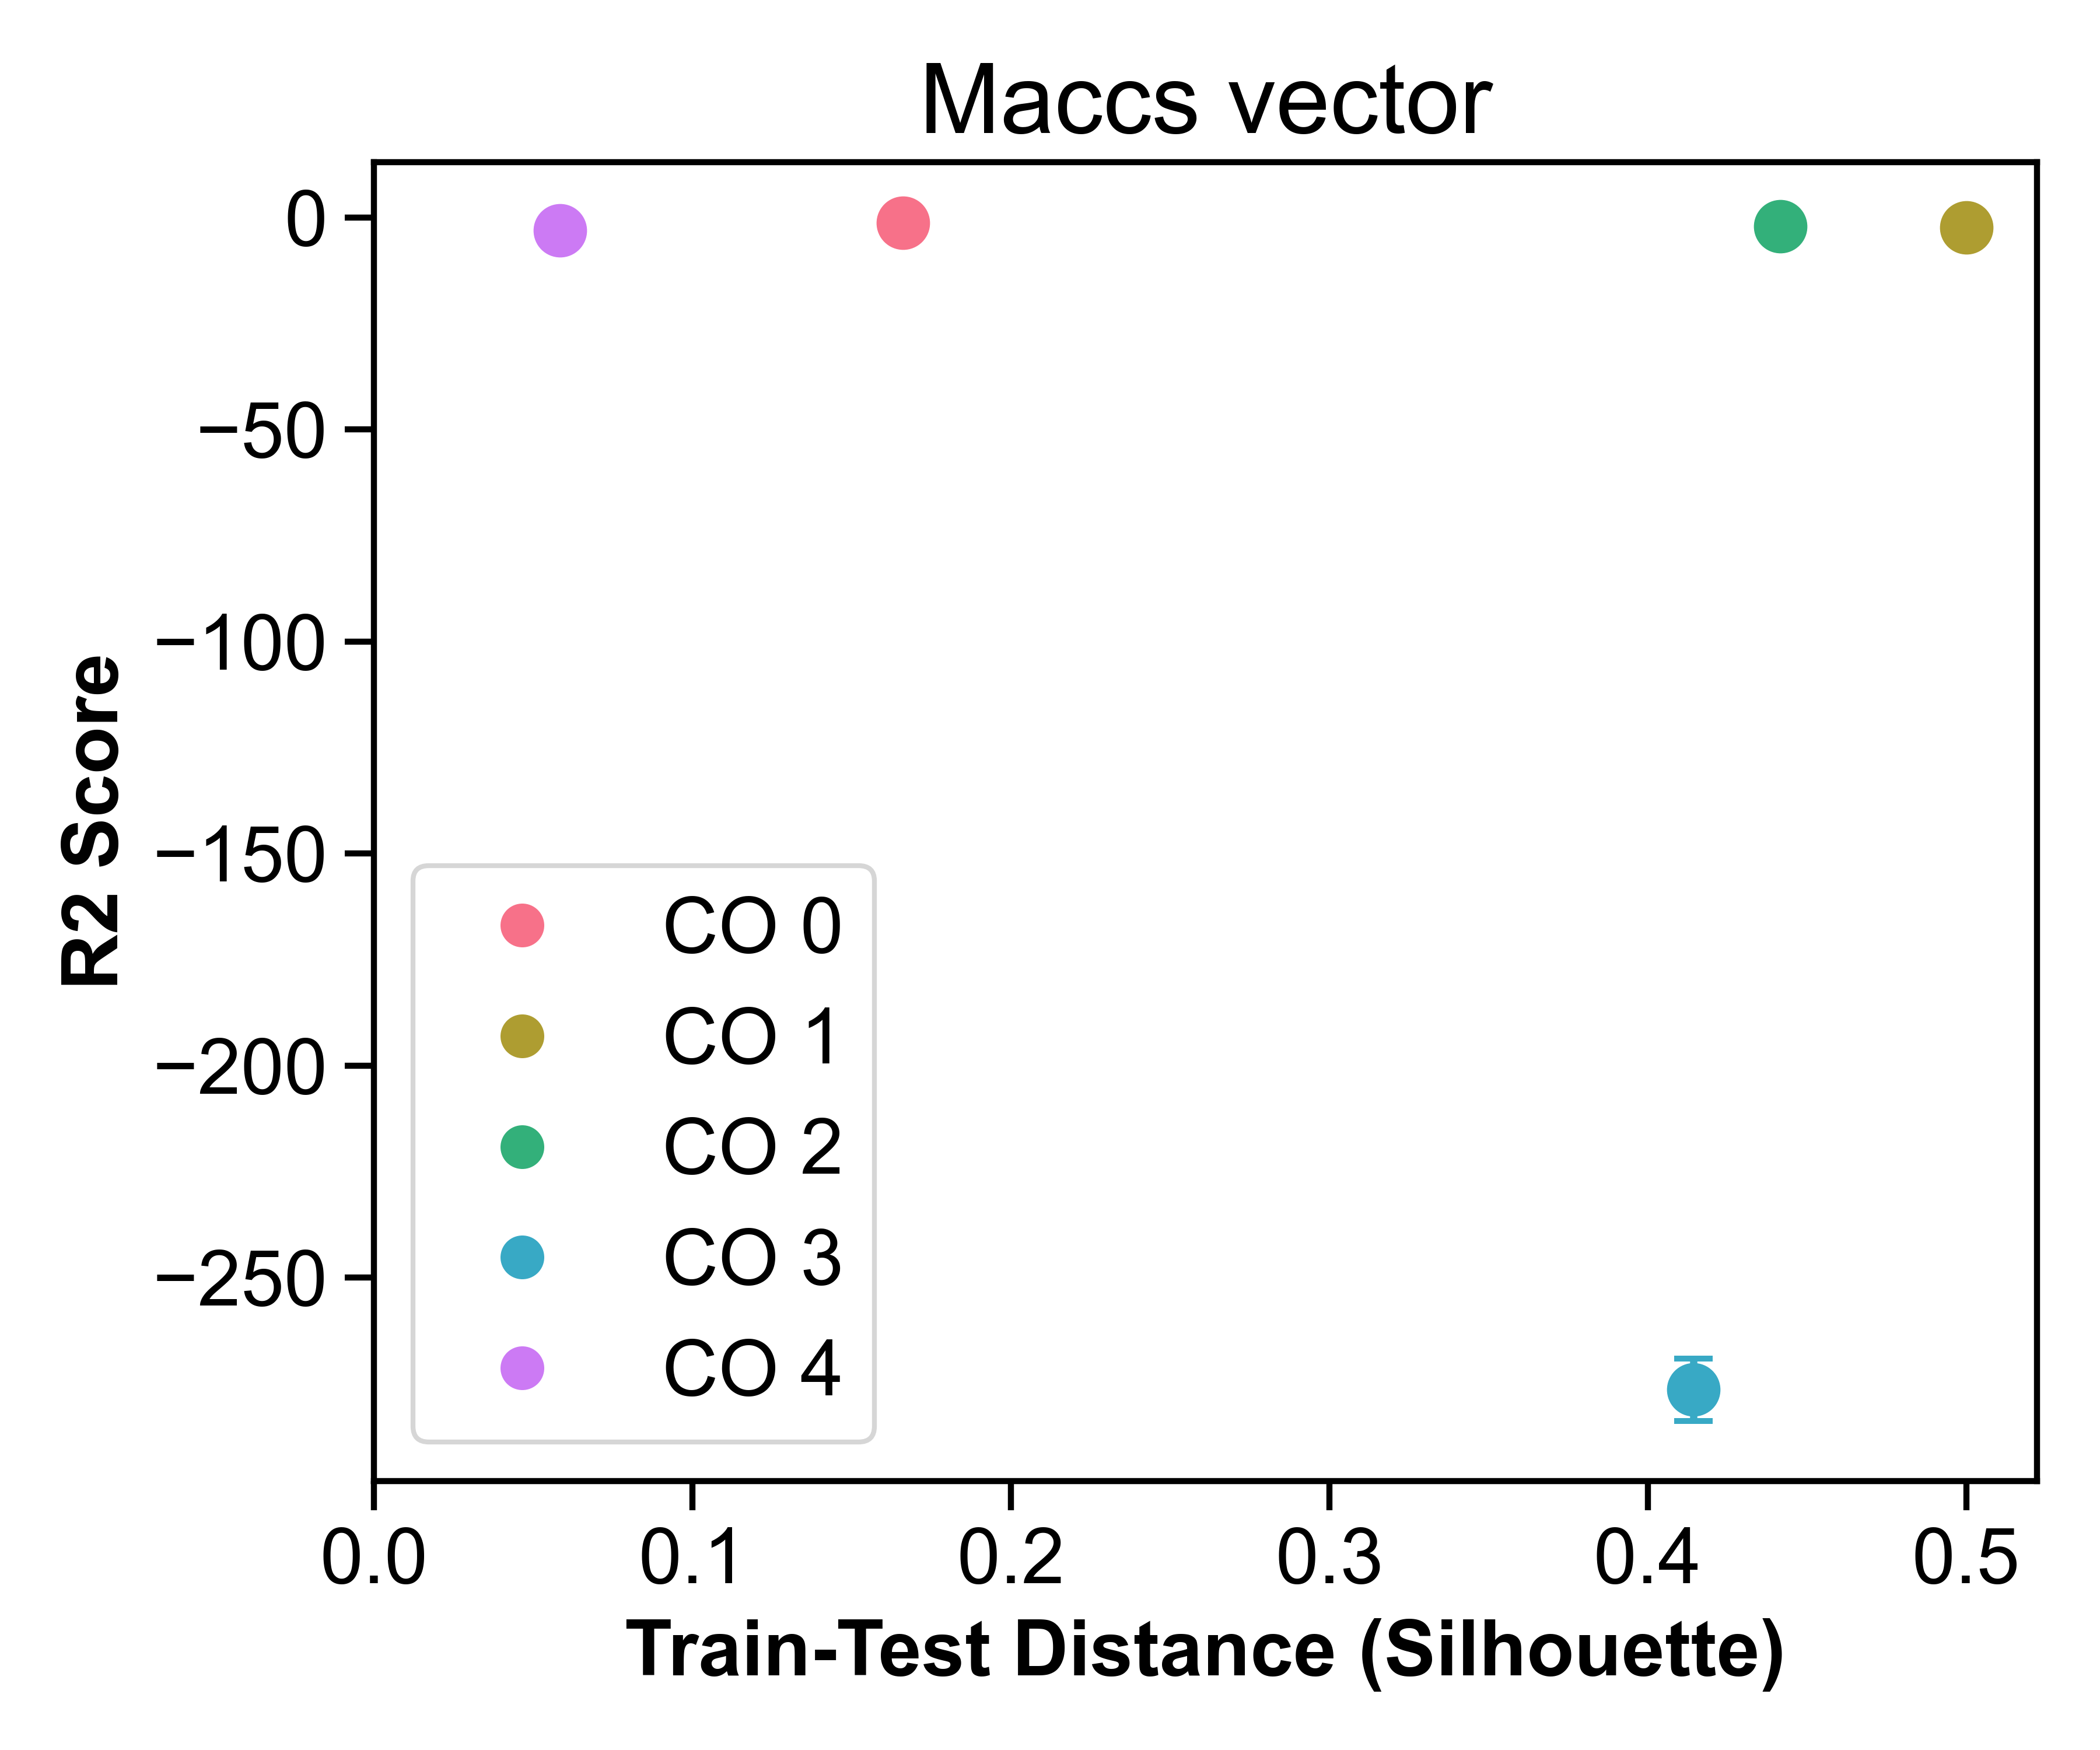 Maccs vector
R2 Score
0
−50
−100
−150
−200
−250
CO 0
CO 1
CO 2
CO 3
CO 4
0.0 0.1 0.2 0.3 0.4 0.5
Train-Test Distance (Silhouette)